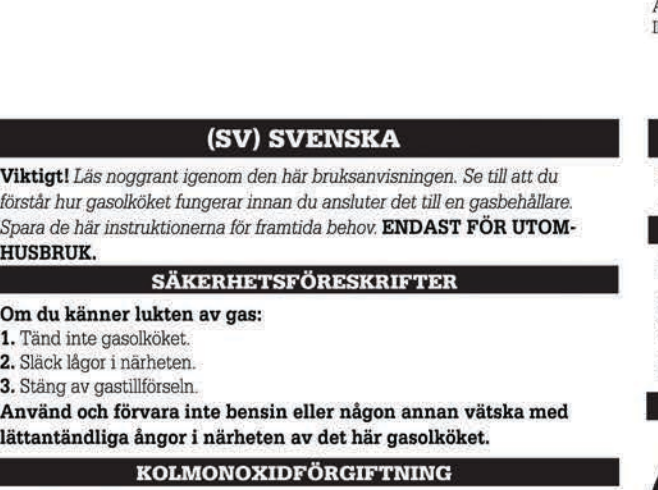 (SV) SVENSKA
Viktigt! Läs noggrant igenom den här bruksanvisningen. Se till att du
förstår hur gasolköket fungerar innan du ansluter det till en gasbehållare.
Spara de här instruktionerna för framtida behov. ENDAST FÖR UTOM-
HUSBRUK.
SÄKERHETSFÖRESKRIFTER
Om du känner lukten av gas:
1. Tänd inte gasolköket.
2. Släck lågor i närheten.
3. Stäng av gastillförseln.
Använd och förvara inte bensin eller någon annan vätska med
lättantändliga ångor i närheten av det här gasolköket.
KOLMONOXIDFÖRGIFTNING